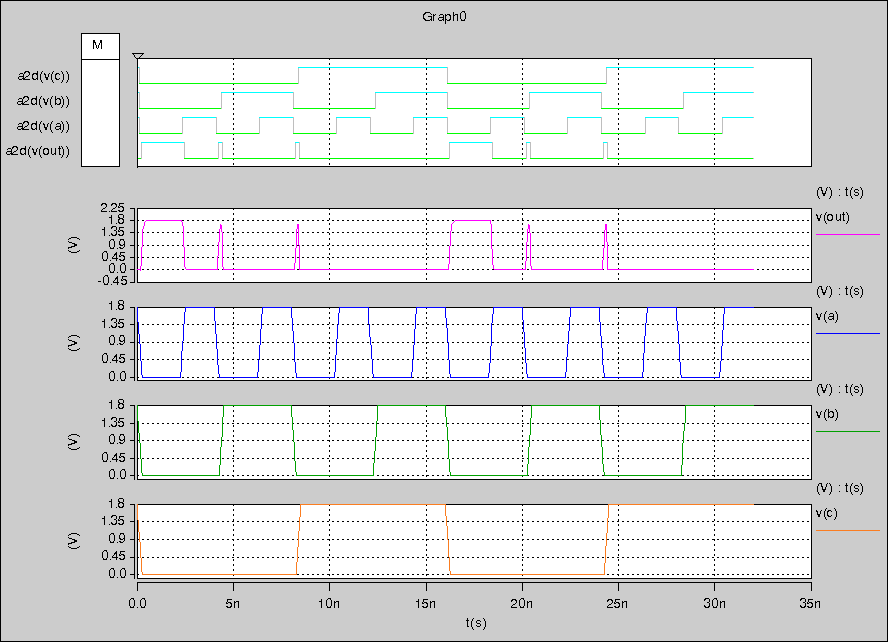 Graph0
M
a2d(v(c))
a2d(v(b))
a2d(v(a))
a2d(v(out))
(V) : t(s)
v(out)
(V)
2.25
1.8
1.35
0.9
0.45
0.0
-0.45
(V) : t(s)
v(a)
(V)
1.8
1.35
0.9
0.45
0.0
(V) : t(s)
v(b)
(V)
1.8
1.35
0.9
0.45
0.0
(V) : t(s)
v(c)
(V)
1.8
1.35
0.9
0.45
0.0
0.0 5n 10n 15n 20n 25n 30n 35n
t(s)